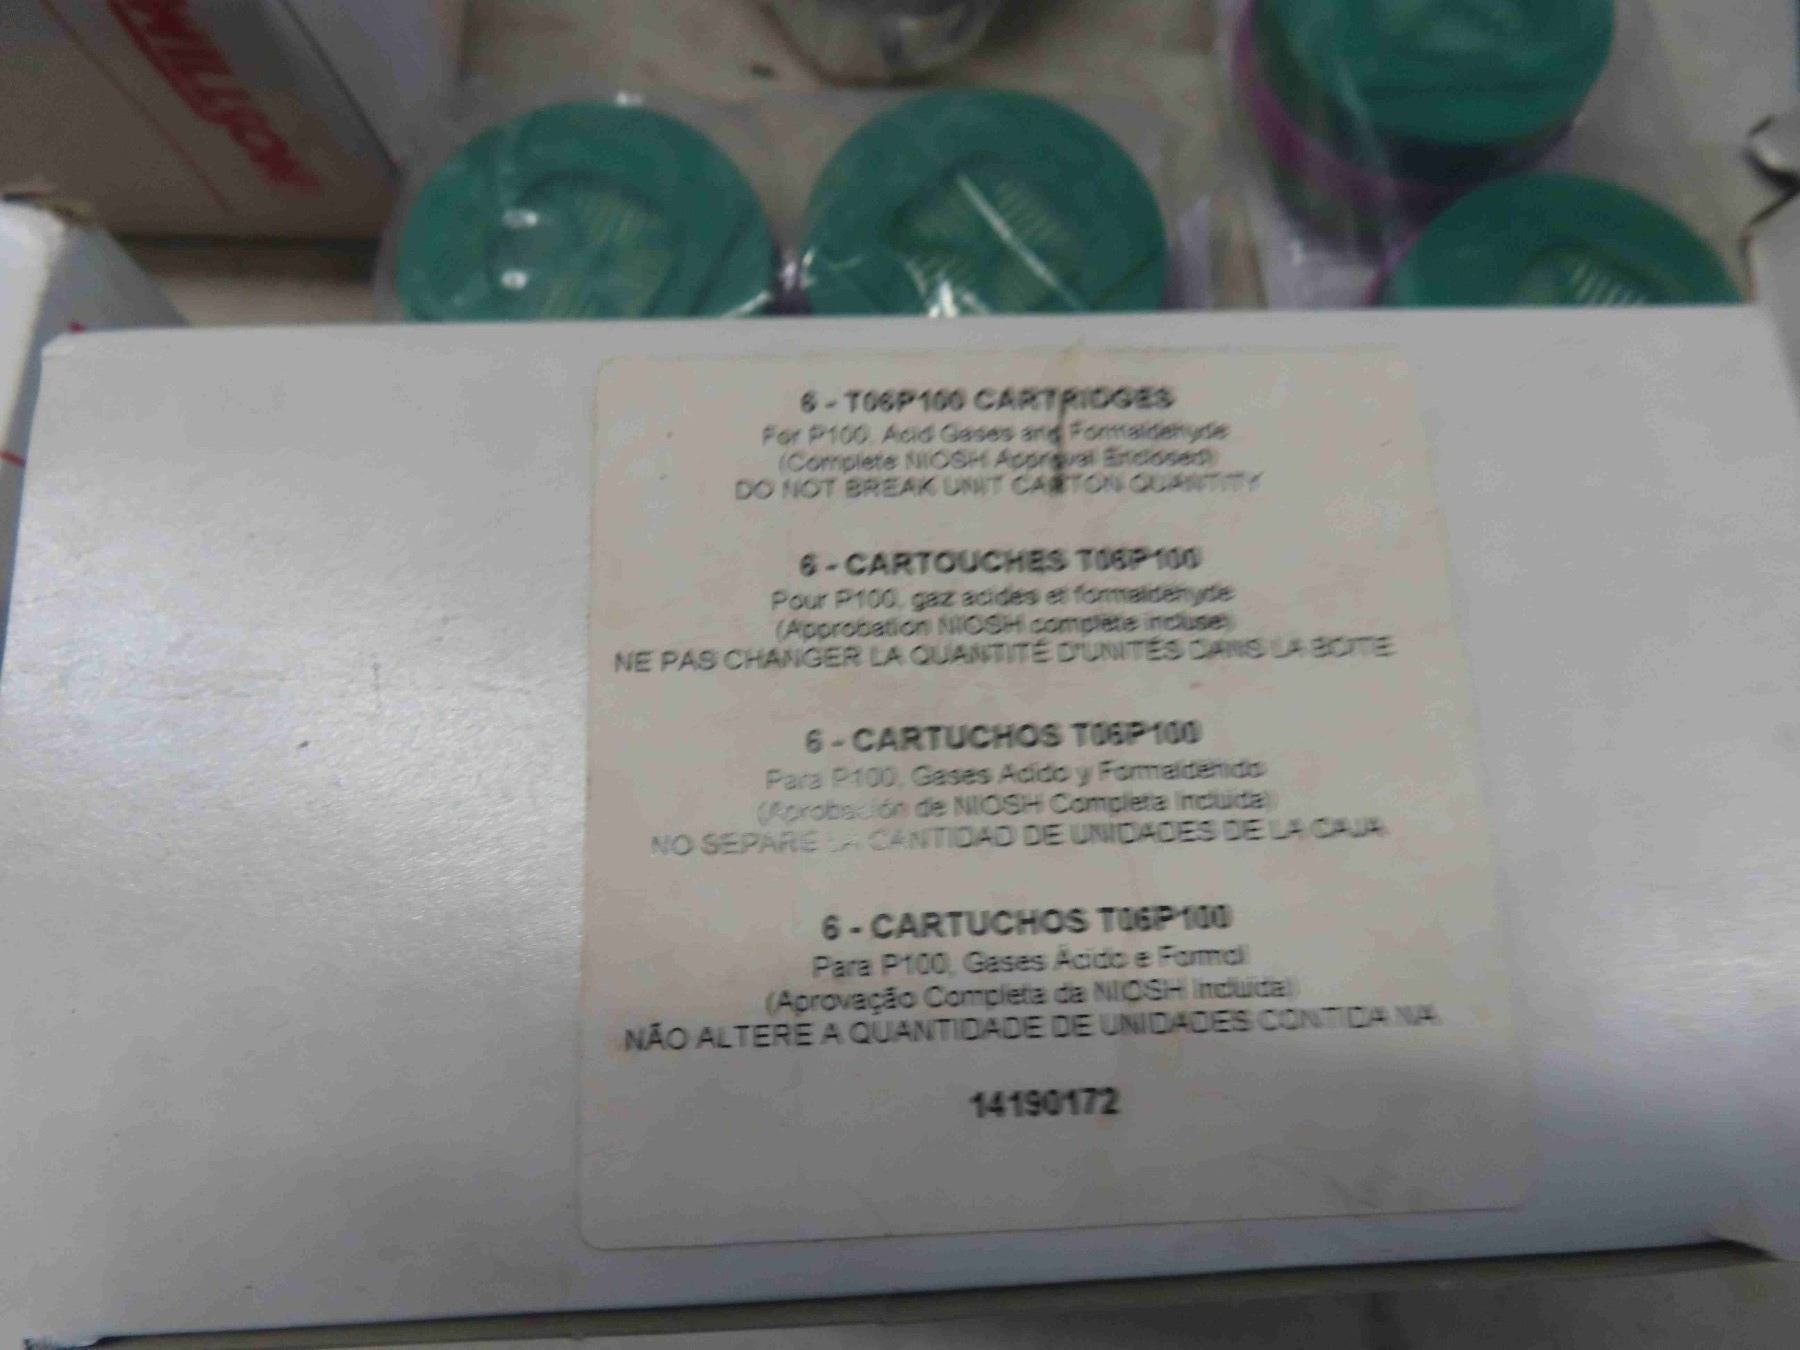 WILLSON
6 - T06P100 CARTRIDGES
For P100, Acid Gases and Formaldehyde
(Complete NIOSH Approval Enclosed)
DO NOT BREAK UNIT CARTON QUANTITY
6 - CARTOUCHES T06P100
Pour P100, gaz acides et formaldehyde
(Approbation NIOSH complète incluse)
NE PAS CHANGER LA QUANTITÉ D'UNITÉS DANS LA BOITE
6 - CARTUCHOS T06P100
Para P100, Gases Acido y Formaldehido
(Aprobación de NIOSH Completa Incluida)
NO SEPARE LA CANTIDAD DE UNIDADES DE LA CAJA
6 - CARTUCHOS T06P100
Para P100, Gases Ácido e Formol
(Aprovação Completa da NIOSH Incluida)
NÃO ALTERE A QUANTIDADE DE UNIDADES CONTIDA NA
14190172